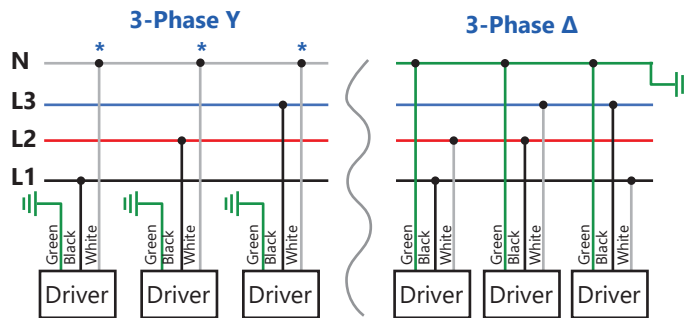 3-Phase Y
3-Phase Δ
* * *
N
L3
L2
L1
Green Black White
Green Black White
Green Black White
Green Black White
Green Black White
Green Black White
Driver Driver Driver Driver Driver Driver